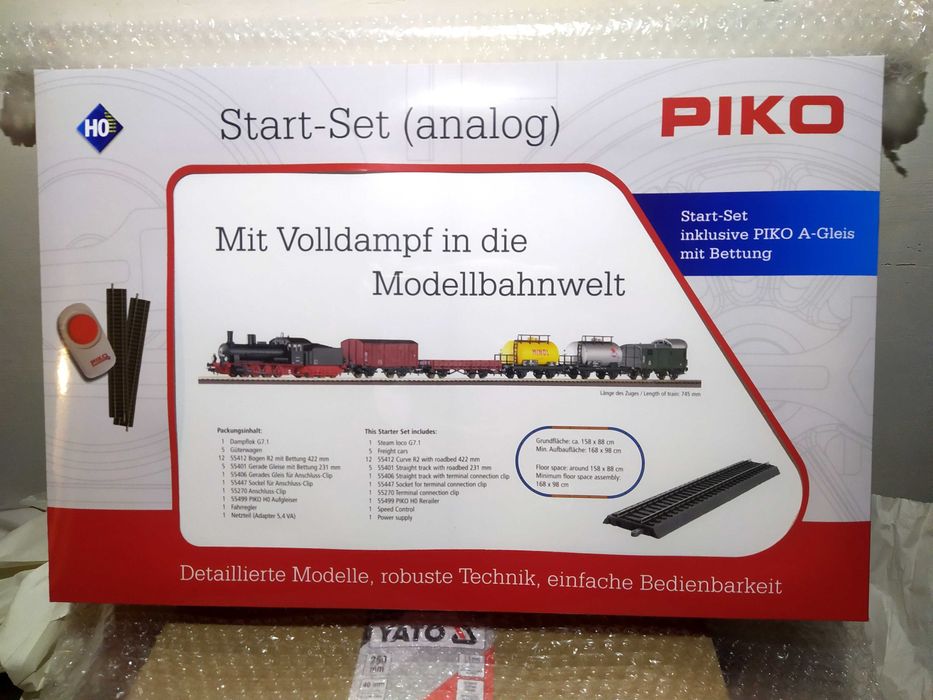 H0
Start-Set (analog)
PIKO
Start-Set
inklusive PIKO A-Gleis
mit Bettung
Mit Volldampf in die
Modellbahnwelt
PIKO
MINOL
Länge des Zuges / Length of train: 745 mm
Packungsinhalt:
1 Dampflok G7.1
5 Güterwagen
12 55412 Bogen R2 mit Bettung 422 mm
5 55401 Gerade Gleise mit Bettung 231 mm
1 55406 Gerades Gleis für Anschluss-Clip
1 55447 Sockel für Anschluss-Clip
1 55270 Anschluss-Clip
1 55499 PIKO H0 Aufgleiser
1 Fahrregler
1 Netzteil (Adapter 5,4 VA)
This Starter Set includes:
1 Steam loco G7.1
5 Freight cars
12 55412 Curve R2 with roadbed 422 mm
5 55401 Straight track with roadbed 231 mm
1 55406 Straight track with terminal connection clip
1 55447 Socket for terminal connection clip
1 55270 Terminal connection clip
1 55499 PIKO H0 Rerailer
1 Speed Control
1 Power supply
Grundfläche: ca. 158 x 88 cm
Min. Aufbaufläche: 168 x 98 cm
Floor space: around 158 x 88 cm
Minimum floor space assembly:
168 x 98 cm
Detaillierte Modelle, robuste Technik, einfache Bedienbarkeit
YATO
250
mm
40 mm